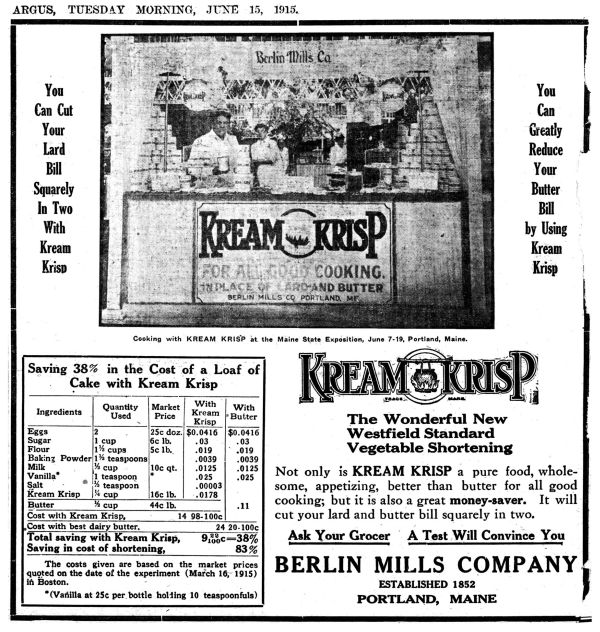 ARGUS, TUESDAY MORNING, JUNE 15, 1915.
You
Can Cut
Your
Lard
Bill
Squarely
In Two
With
Kream
Krisp
Berlin Mills Co
KRISP
Mills
KREAM KRISP
FOR ALL GOOD COOKING.
IN PLACE OF LARD AND BUTTER
BERLIN MILLS CO. PORTLAND, ME.
You
Can
Greatly
Reduce
Your
Butter
Bill
by Using
Kream
Krisp
Cooking with KREAM KRISP at the Maine State Exposition, June 7-19, Portland, Maine.
Saving 38% in the Cost of a Loaf of
Cake with Kream Krisp
Ingredients Quantity Used Market Price With Kream Krisp With *Butter
Eggs 2 25c doz. $0.0416 $0.0416
Sugar 1 cup 6c lb. .03 .03
Flour 1½ cups 5c lb. .019 .019
Baking Powder 1½ teaspoons .0039 .0039
Milk ½ cup 10c qt. .0125 .0125
Vanilla* 1 teaspoon * .025 .025
Salt ½ teaspoon .00003
Kream Krisp ¼ cup 16c lb. .0178
Butter ½ cup 44c lb. .11
Cost with Kream Krisp, 14 98-100c
*Cost with best dairy butter. 24 20-100c
Total saving with Kream Krisp, 9 22/100c=38%
Saving in cost of shortening, 83%
The costs given are based on the market prices
quoted on the date of the experiment (March 16, 1915)
in Boston.
*(Vanilla at 25c per bottle holding 10 teaspoonfuls)
KREAM KRISP
TRADE MARK
The Wonderful New
Westfield Standard
Vegetable Shortening
Not only is KREAM KRISP a pure food, whole-
some, appetizing, better than butter for all good
cooking; but it is also a great money-saver. It will
cut your lard and butter bill squarely in two.
Ask Your Grocer A Test Will Convince You
BERLIN MILLS COMPANY
ESTABLISHED 1852
PORTLAND, MAINE